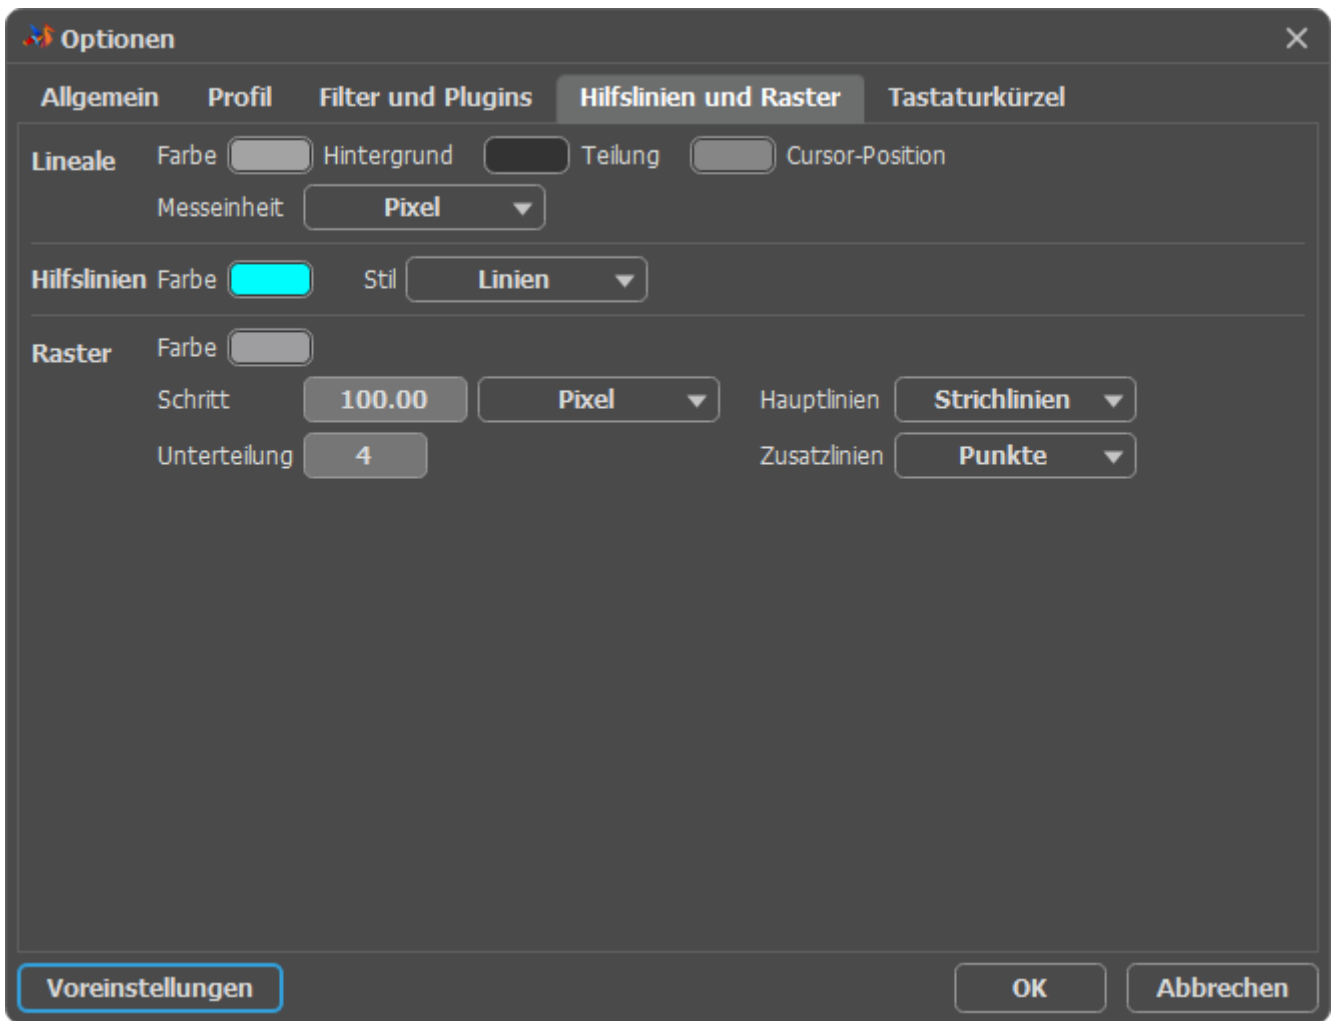 Optionen
Allgemein Profil Filter und Plugins Hilfslinien und Raster Tastaturkürzel
Lineale Farbe Hintergrund Teilung Cursor-Position
Messeinheit Pixel
Hilfslinien Farbe Stil Linien
Raster Farbe
Schritt 100.00 Pixel Hauptlinien Strichlinien
Unterteilung 4 Zusatzlinien Punkte
Voreinstellungen OK Abbrechen